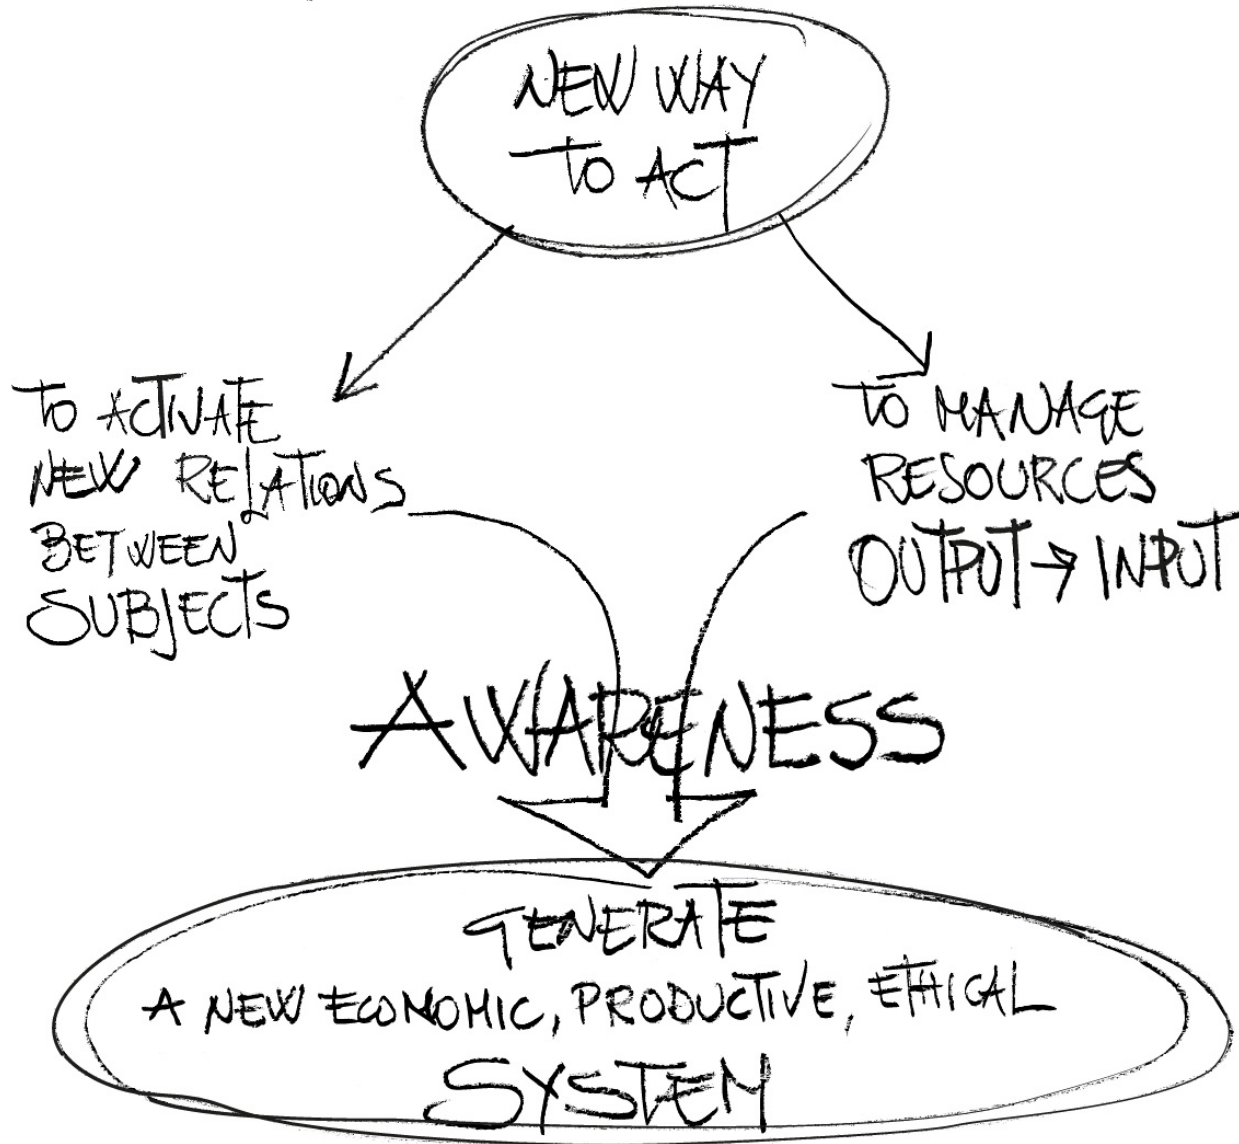 NEW WAY
TO ACT
TO ACTIVATE
NEW RELATIONS
BETWEEN
SUBJECTS
TO MANAGE
RESOURCES
OUTPUT → INPUT
AWARENESS
GENERATE
A NEW ECONOMIC, PRODUCTIVE, ETHICAL
SYSTEM